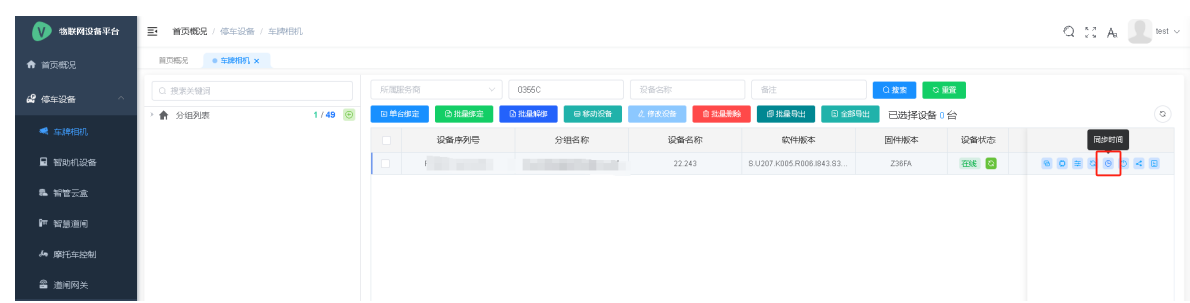 V 物联网设备平台
首页概况 / 停车设备 / 车牌相机
test
首页概况
车牌相机 ×
首页概况
停车设备
车牌相机
智助机设备
智管云盒
智慧道闸
摩托车控制
道闸网关
搜索关键词
分组列表 1 / 49
所属服务商 0355C 设备名称 备注 搜索 重置
单台绑定 批量绑定 批量解绑 移动设备 修改设备 批量删除 批量导出 全部导出 已选择设备 0 台
设备序列号 分组名称 设备名称 软件版本 固件版本 设备状态
同步时间
22.243 S.U207.K005.R006.I843.S3... Z36FA 在线